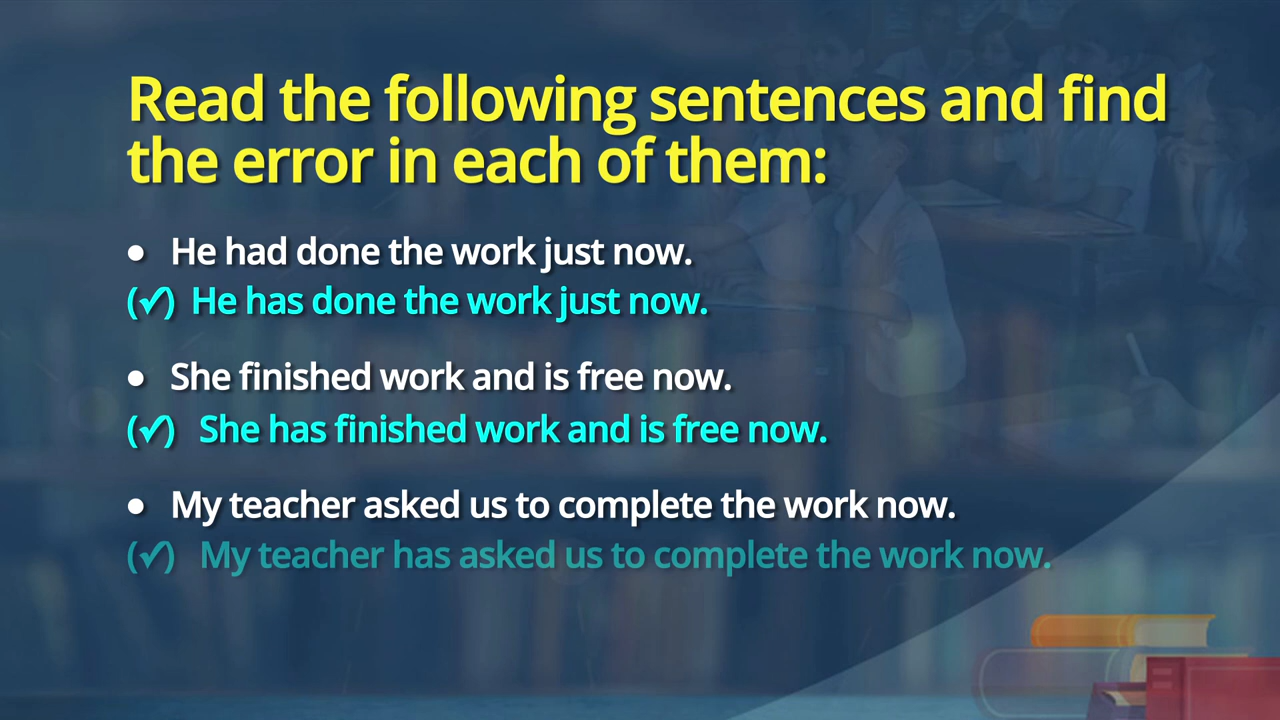 Read the following sentences and find
the error in each of them:
• He had done the work just now.
(✓) He has done the work just now.
• She finished work and is free now.
(✓) She has finished work and is free now.
• My teacher asked us to complete the work now.
(✓) My teacher has asked us to complete the work now.